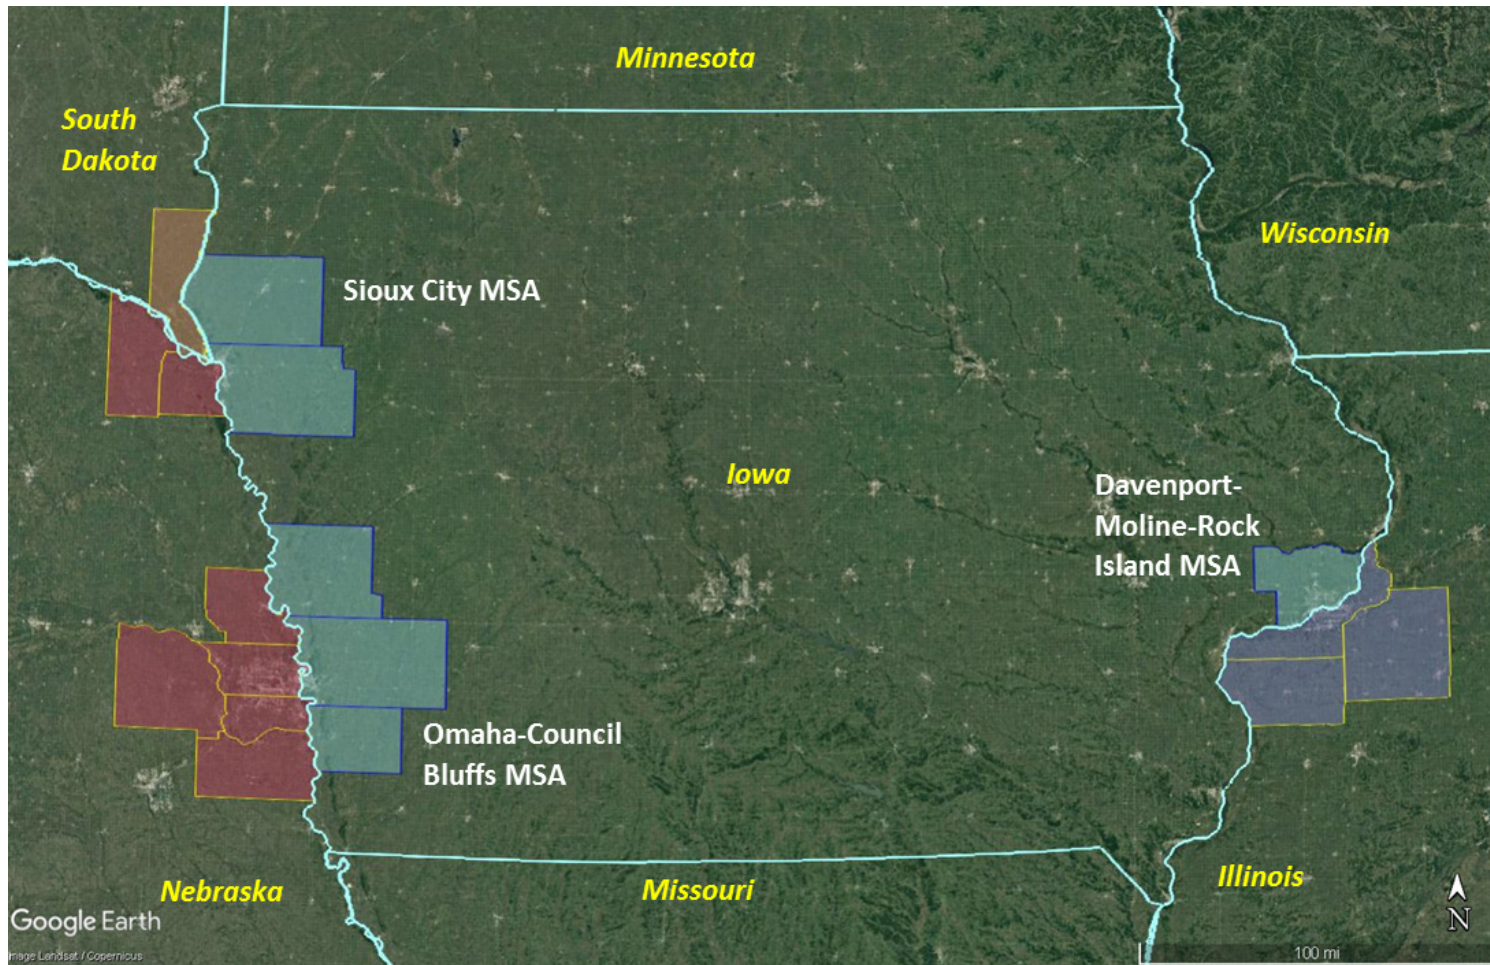 Minnesota
South
Dakota
Wisconsin
Sioux City MSA
Iowa
Davenport-
Moline-Rock
Island MSA
Omaha-Council
Bluffs MSA
Nebraska
Missouri
Illinois
N
Google Earth
mage Landsat / Copernicus
100 mi